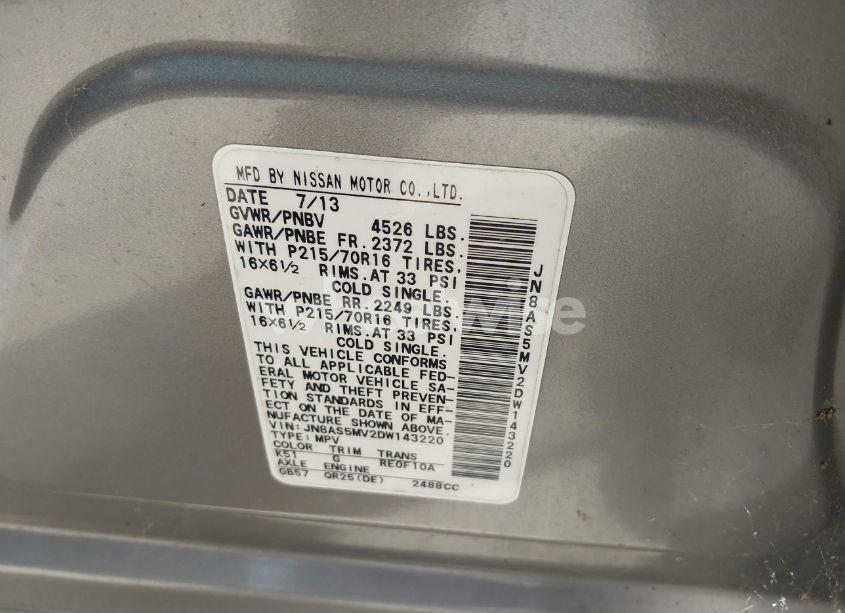 MFD BY NISSAN MOTOR CO.,LTD.
DATE 7/13
GVWR/PNBV 4526 LBS.
GAWR/PNBE FR. 2372 LBS.
WITH P215/70R16 TIRES,
16X6½ RIMS.AT 33 PSI
COLD SINGLE.
GAWR/PNBE RR. 2249 LBS.
WITH P215/70R16 TIRES,
16X6½ RIMS.AT 33 PSI
COLD SINGLE.
THIS VEHICLE CONFORMS
TO ALL APPLICABLE FED-
ERAL MOTOR VEHICLE SA-
FETY AND THEFT PREVEN-
TION STANDARDS IN EFF-
ECT ON THE DATE OF MA-
NUFACTURE SHOWN ABOVE.
VIN:JN8AS5MV2DW143220
TYPE:MPV
COLOR TRIM TRANS
K51 G RE0F10A
AXLE ENGINE
GB57 QR25(DE) 2488CC
JN8AS5MV2DW143220